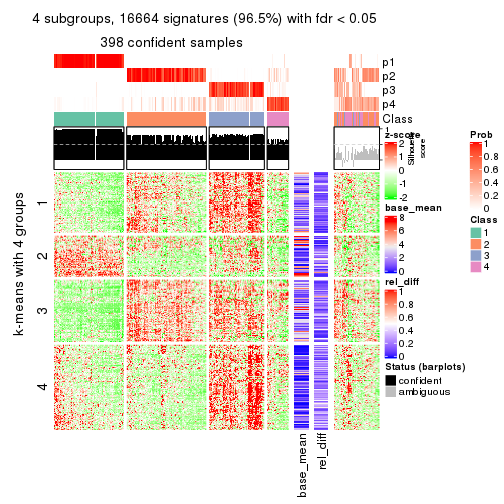 4 subgroups, 16664 signatures (96.5%) with fdr < 0.05
398 confident samples
p1
p2
p3
p4
Class
1
Silhouette
score
z-score
2
1
0
-1
-2
base_mean
8
6
4
2
0
rel_diff
1
0.8
0.6
0.4
0.2
0
Status (barplots)
confident
ambiguous
Prob
1
0.8
0.6
0.4
0.2
0
Class
1
2
3
4
k-means with 4 groups
1
2
3
4
base_mean
rel_diff